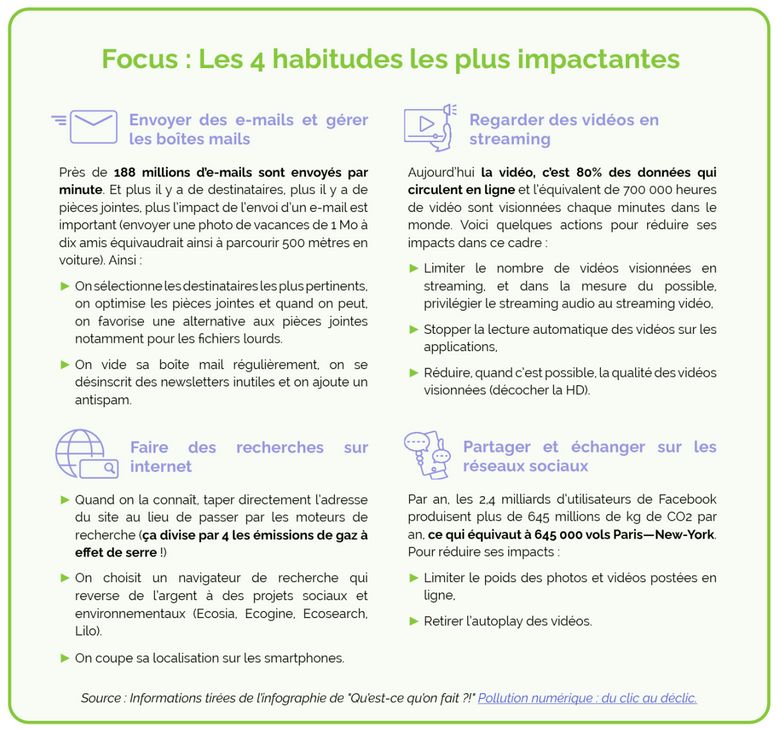 Focus : Les 4 habitudes les plus impactantes
Envoyer des e-mails et gérer
les boîtes mails
Près de 188 millions d'e-mails sont envoyés par
minute. Et plus il y a de destinataires, plus il y a de
pièces jointes, plus l'impact de l'envoi d'un e-mail est
important (envoyer une photo de vacances de 1 Mo à
dix amis équivaudrait ainsi à parcourir 500 mètres en
voiture). Ainsi :
► On sélectionne les destinataires les plus pertinents,
on optimise les pièces jointes et quand on peut,
on favorise une alternative aux pièces jointes
notamment pour les fichiers lourds.
► On vide sa boîte mail régulièrement, on se
désinscrit des newsletters inutiles et on ajoute un
antispam.
Regarder des vidéos en
streaming
Aujourd'hui la vidéo, c'est 80% des données qui
circulent en ligne et l'équivalent de 700 000 heures
de vidéo sont visionnées chaque minutes dans le
monde. Voici quelques actions pour réduire ses
impacts dans ce cadre :
► Limiter le nombre de vidéos visionnées en
streaming, et dans la mesure du possible,
privilégier le streaming audio au streaming vidéo,
► Stopper la lecture automatique des vidéos sur les
applications,
► Réduire, quand c'est possible, la qualité des vidéos
visionnées (décocher la HD).
Faire des recherches sur
internet
► Quand on la connaît, taper directement l'adresse
du site au lieu de passer par les moteurs de
recherche (ça divise par 4 les émissions de gaz à
effet de serre !)
► On choisit un navigateur de recherche qui
reverse de l'argent à des projets sociaux et
environnementaux (Ecosia, Ecogine, Ecosearch,
Lilo).
► On coupe sa localisation sur les smartphones.
Partager et échanger sur les
réseaux sociaux
Par an, les 2,4 milliards d'utilisateurs de Facebook
produisent plus de 645 millions de kg de CO2 par
an, ce qui équivaut à 645 000 vols Paris—New-York.
Pour réduire ses impacts :
► Limiter le poids des photos et vidéos postées en
ligne,
► Retirer l'autoplay des vidéos.
Source : Informations tirées de l'infographie de "Qu'est-ce qu'on fait ?!" Pollution numérique : du clic au déclic.